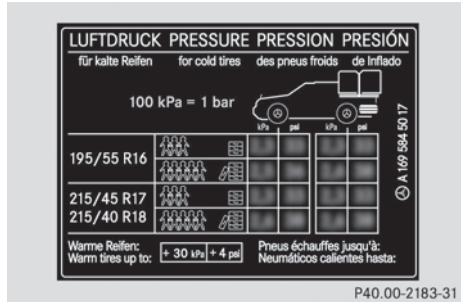 LUFTDRUCK PRESSURE PRESSION PRESIÓN
für kalte Reifen for cold tires des pneus froids de Inflado
100 kPa = 1 bar
kPa psi kPa psi
195/55 R16
215/45 R17
215/40 R18
A 169 584 50 17
Warme Reifen: Pneus échauffes jusqu'à:
Warm tires up to: + 30 kPa + 4 psi Neumáticos calientes hasta:
P40.00-2183-31